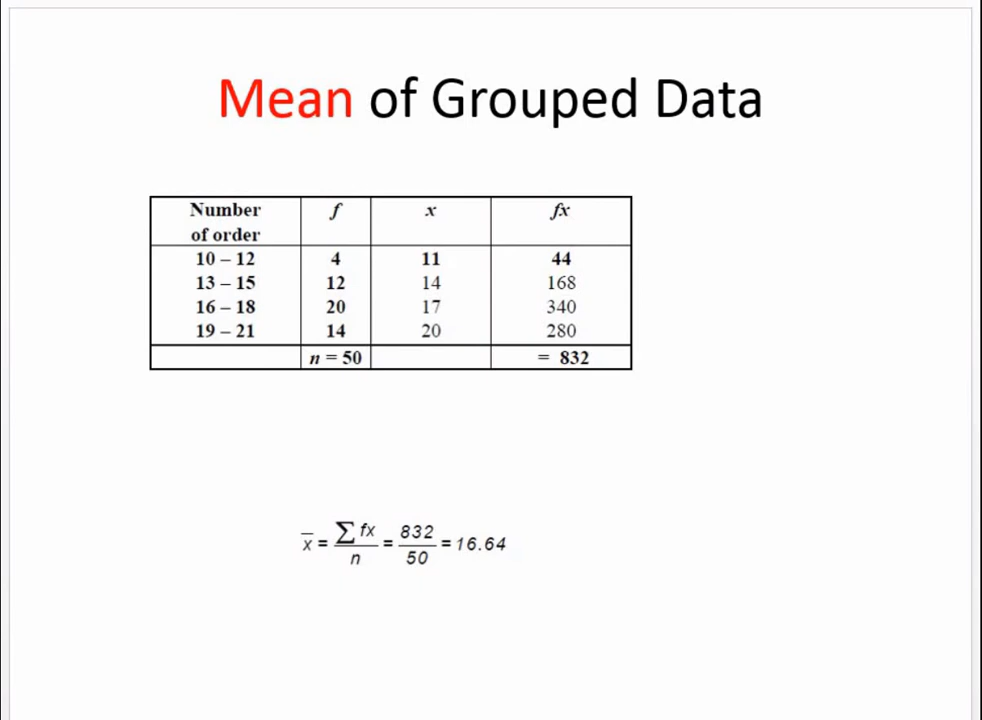 Mean of Grouped Data
Number of order f x fx
10 – 12 4 11 44
13 – 15 12 14 168
16 – 18 20 17 340
19 – 21 14 20 280
n = 50 = 832
x̅ = ∑ fx / n = 832 / 50 = 16.64